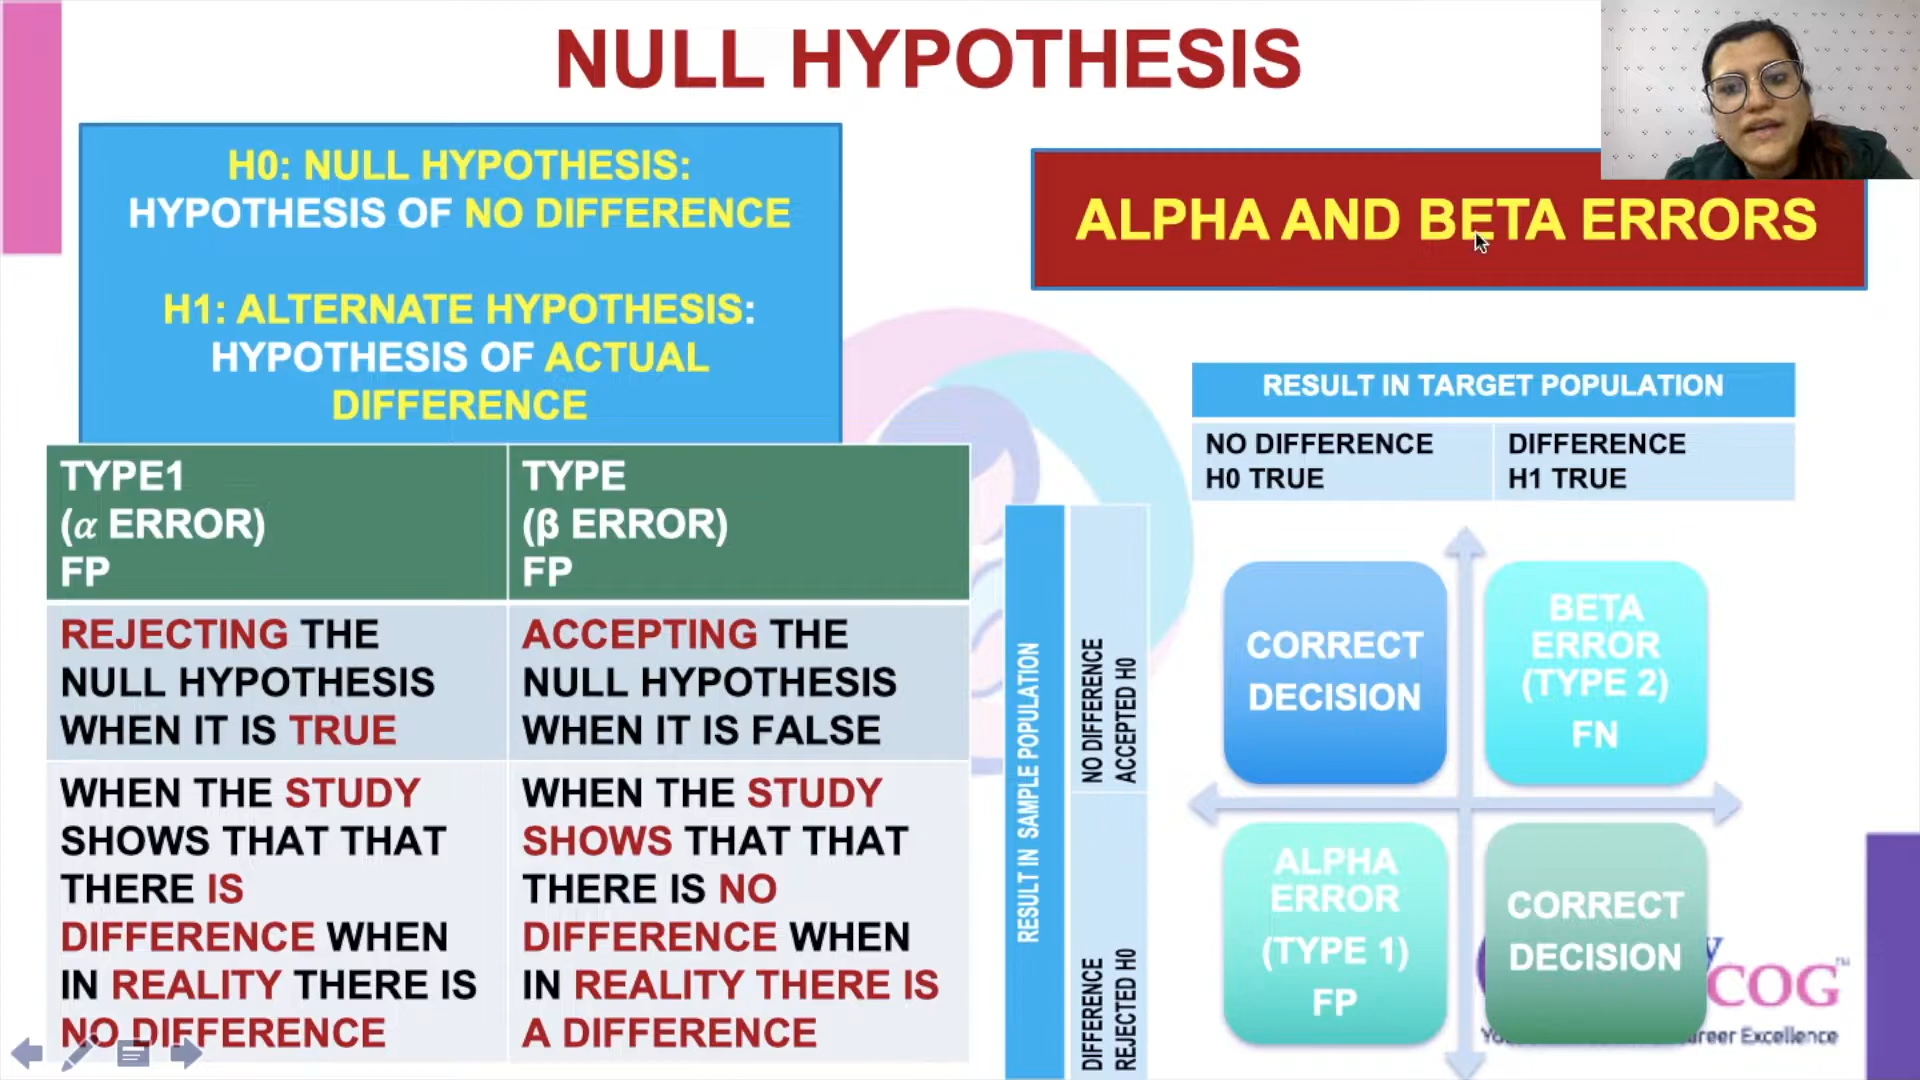 NULL HYPOTHESIS
H0: NULL HYPOTHESIS:
HYPOTHESIS OF NO DIFFERENCE
H1: ALTERNATE HYPOTHESIS:
HYPOTHESIS OF ACTUAL
DIFFERENCE
TYPE1
(α ERROR)
FP
TYPE
(β ERROR)
FP
REJECTING THE
NULL HYPOTHESIS
WHEN IT IS TRUE
ACCEPTING THE
NULL HYPOTHESIS
WHEN IT IS FALSE
WHEN THE STUDY
SHOWS THAT THAT
THERE IS
DIFFERENCE WHEN
IN REALITY THERE IS
NO DIFFERENCE
WHEN THE STUDY
SHOWS THAT THAT
THERE IS NO
DIFFERENCE WHEN
IN REALITY THERE IS
A DIFFERENCE
ALPHA AND BETA ERRORS
RESULT IN TARGET POPULATION
NO DIFFERENCE
H0 TRUE
DIFFERENCE
H1 TRUE
RESULT IN SAMPLE POPULATION
NO DIFFERENCE
ACCEPTED H0
DIFFERENCE
REJECTED H0
CORRECT
DECISION
BETA
ERROR
(TYPE 2)
FN
ALPHA
ERROR
(TYPE 1)
FP
CORRECT
DECISION
COG™
Excellence